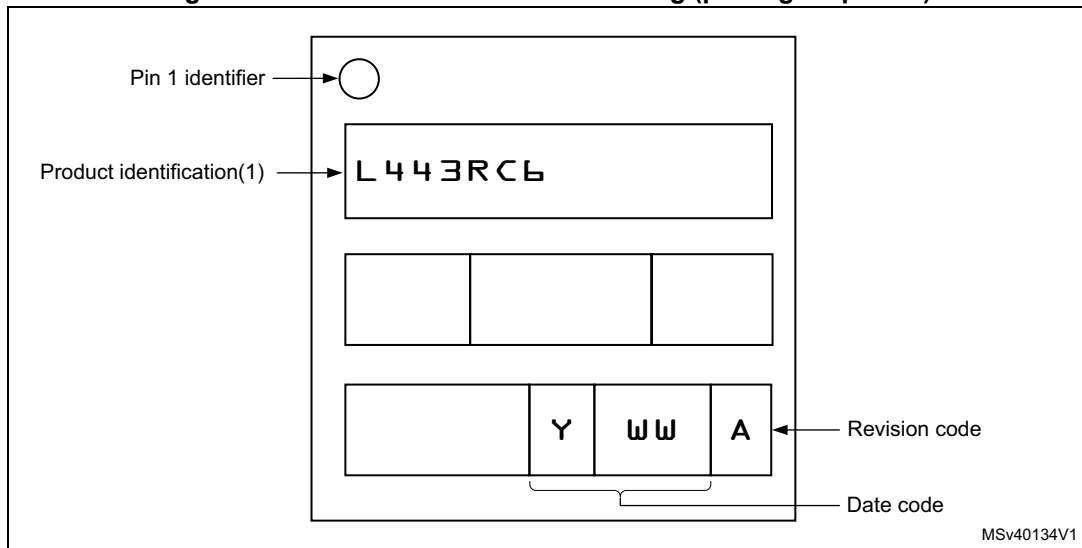 Pin 1 identifier
Product identification(1)
L443RC6
Y WW A
Revision code
Date code
MSv40134V1